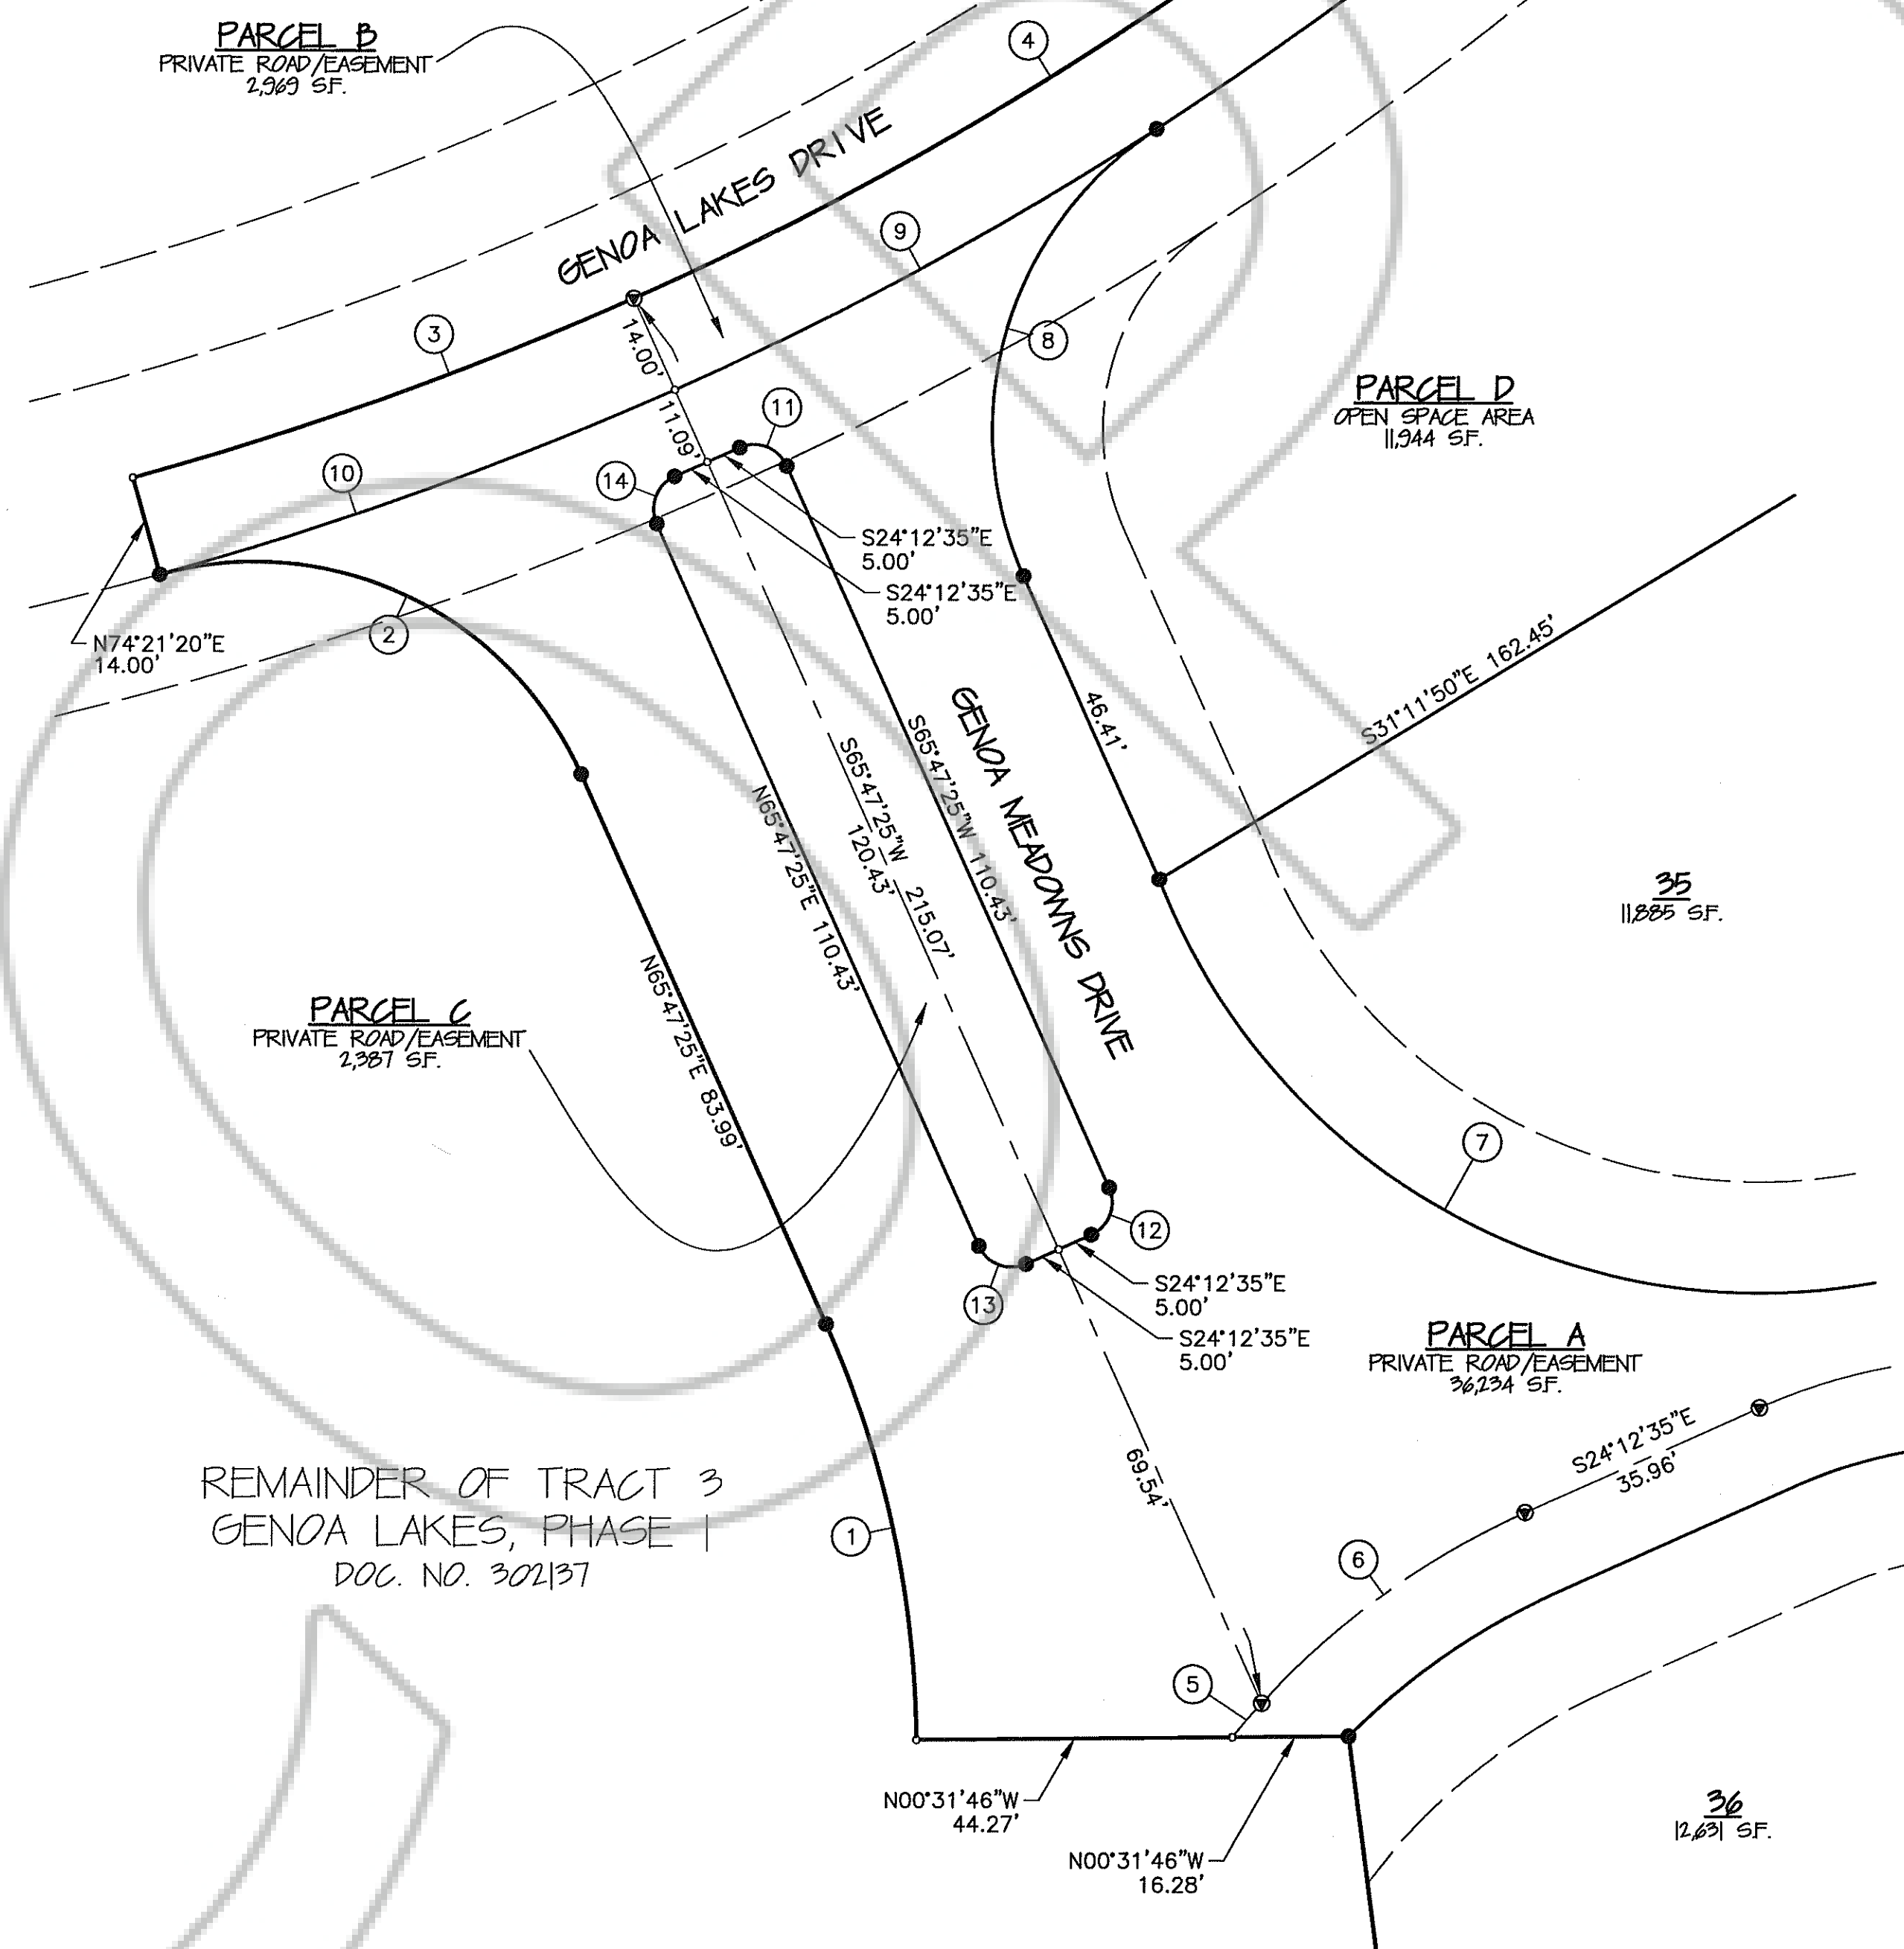 PARCEL B
PRIVATE ROAD/EASEMENT
2,969 S.F.
4
GENOA LAKES DRIVE
9
3
14.00'
8
11
11.09'
PARCEL D
OPEN SPACE AREA
11,944 S.F.
10
14
S24°12'35"E
5.00'
S24°12'35"E
5.00'
2
N74°21'20"E
14.00'
46.41'
S31°11'50"E 162.45'
GENOA MEADOWNS DRIVE
S65°47'25"W 110.43'
S65°47'25"W 215.07'
120.43'
N65°47'25"E 110.43'
35
11,885 S.F.
N65°47'25"E 83.99'
PARCEL C
PRIVATE ROAD/EASEMENT
2,387 S.F.
7
12
13
S24°12'35"E
5.00'
S24°12'35"E
5.00'
PARCEL A
PRIVATE ROAD/EASEMENT
36,234 S.F.
S24°12'35"E
35.96'
69.54'
REMAINDER OF TRACT 3
GENOA LAKES, PHASE 1
DOC. NO. 302137
1
6
5
N00°31'46"W
44.27'
N00°31'46"W
16.28'
36
12,631 S.F.